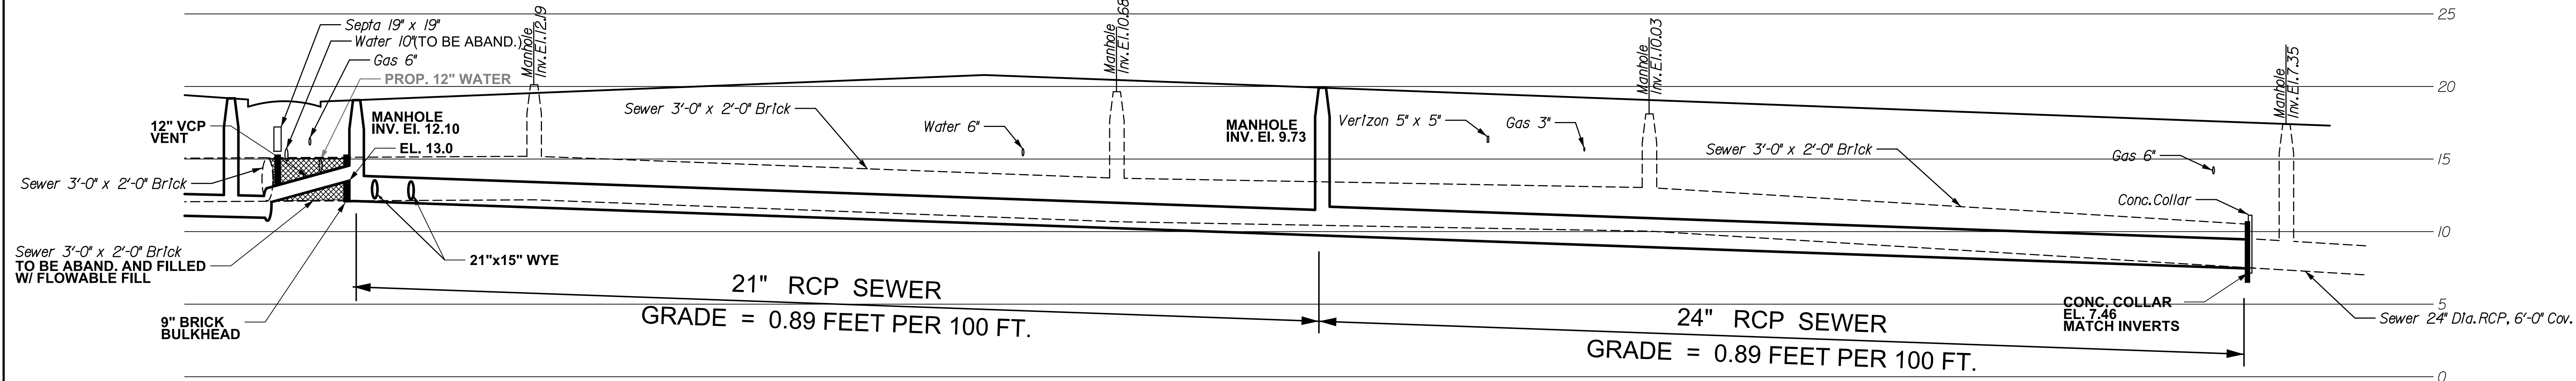 25
Septa 19" x 19"
Water 10"(TO BE ABAND.)
Gas 6"
PROP. 12" WATER
Manhole
Inv.El.12.19
Manhole
Inv.El.10.68
Manhole
Inv.El.10.03
Manhole
Inv.El.7.35
20
12" VCP
VENT
MANHOLE
INV. El. 12.10
EL. 13.0
Sewer 3'-0" x 2'-0" Brick
Water 6"
MANHOLE
INV. El. 9.73
Verizon 5" x 5"
Gas 3"
Sewer 3'-0" x 2'-0" Brick
Gas 6"
15
Sewer 3'-0" x 2'-0" Brick
Conc.Collar
10
Sewer 3'-0" x 2'-0" Brick
TO BE ABAND. AND FILLED
W/ FLOWABLE FILL
21"x15" WYE
9" BRICK
BULKHEAD
21" RCP SEWER
GRADE = 0.89 FEET PER 100 FT.
24" RCP SEWER
GRADE = 0.89 FEET PER 100 FT.
CONC. COLLAR
EL. 7.46
MATCH INVERTS
5
Sewer 24" Dia.RCP, 6'-0" Cov.
0